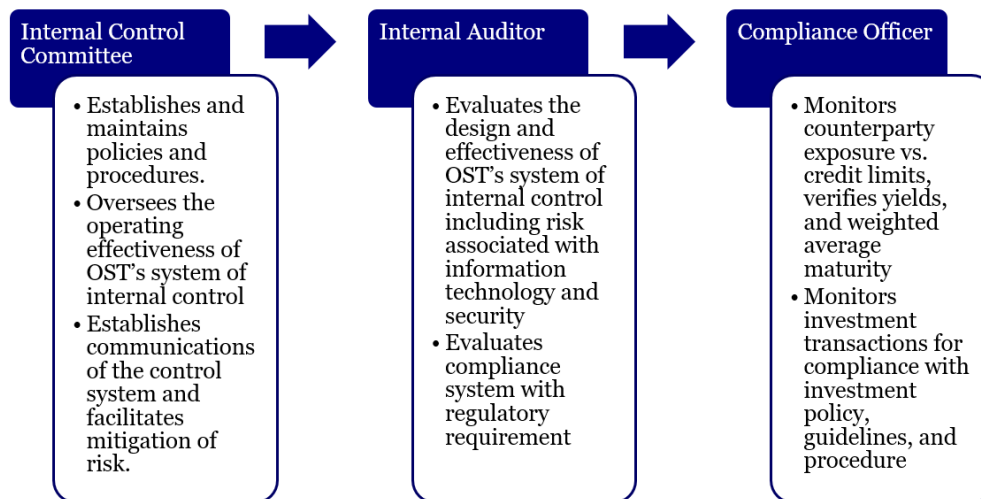 Internal Control
Committee
• Establishes and
maintains
policies and
procedures.
• Oversees the
operating
effectiveness of
OST’s system of
internal control
• Establishes
communications
of the control
system and
facilitates
mitigation of
risk.
Internal Auditor
• Evaluates the
design and
effectiveness of
OST’s system of
internal control
including risk
associated with
information
technology and
security
• Evaluates
compliance
system with
regulatory
requirement
Compliance Officer
• Monitors
counterparty
exposure vs.
credit limits,
verifies yields,
and weighted
average
maturity
• Monitors
investment
transactions for
compliance with
investment
policy,
guidelines, and
procedure